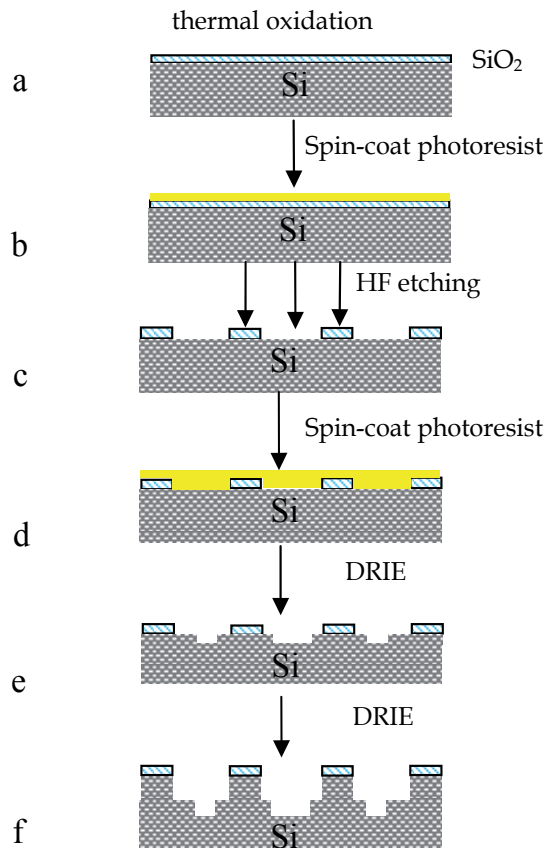 thermal oxidation
a
Si
SiO₂
Spin-coat photoresist
b
Si
HF etching
c
Si
Spin-coat photoresist
d
Si
DRIE
e
Si
DRIE
f
Si